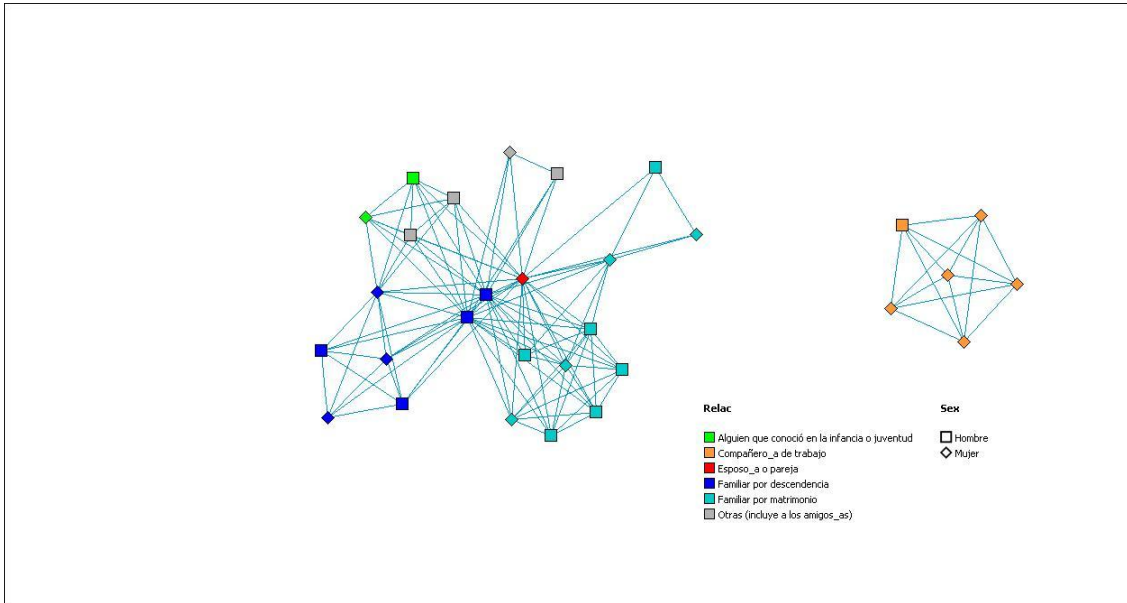 Relac
Alguien que conoció en la infancia o juventud
Compañero_a de trabajo
Esposo_a o pareja
Familiar por descendencia
Familiar por matrimonio
Otras (incluye a los amigos_as)
Sex
Hombre
Mujer